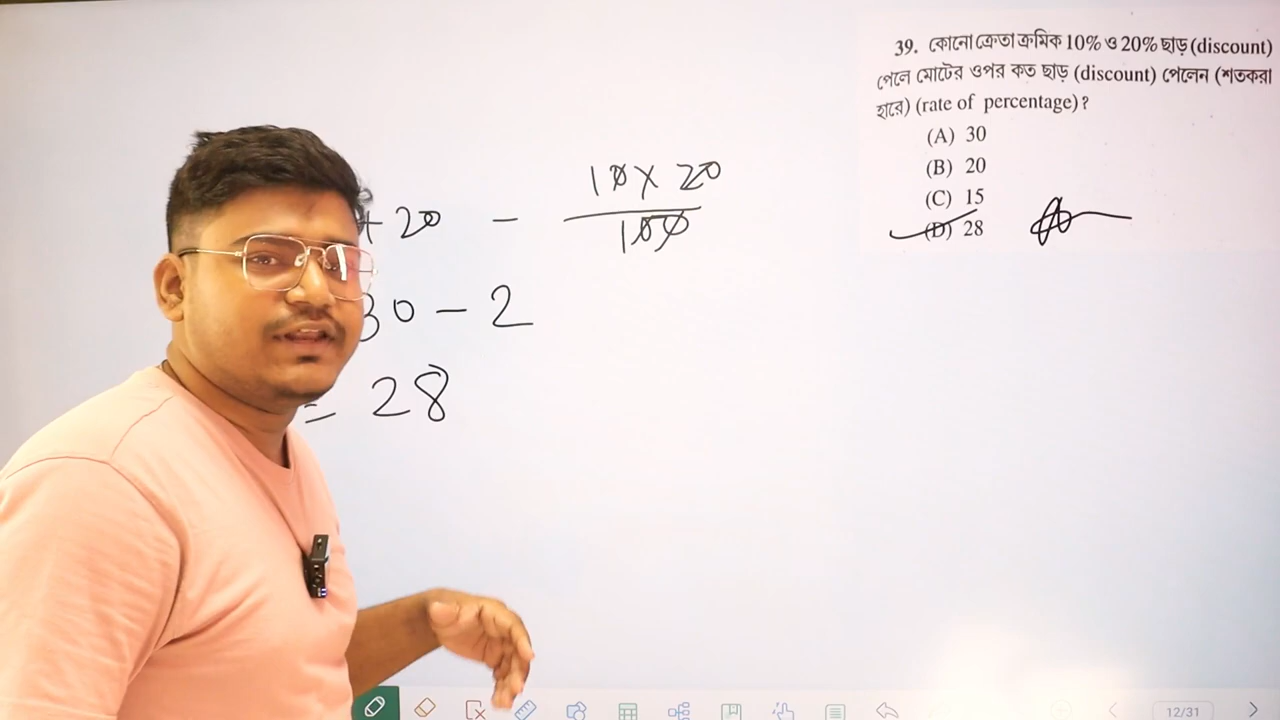 39. কোনো ক্রেতা ক্রমিক 10% ও 20% ছাড় (discount)
পেলে মোটের ওপর কত ছাড় (discount) পেলেন (শতকরা
হারে) (rate of percentage) ?
(A) 30
(B) 20
(C) 15
(D) 28
10 x 20
+ 20 -
100
30 - 2
= 28
12/31